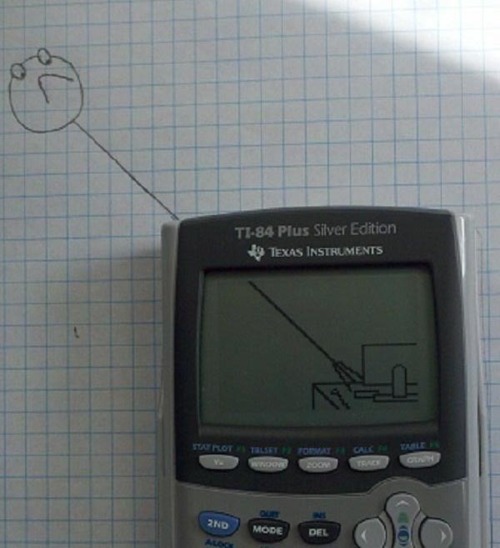 TI-84 Plus Silver Edition
TEXAS INSTRUMENTS
STAT PLOT F1 TBLSET F2 FORMAT F3 CALC F4 TABLE F5
Y= WINDOW ZOOM TRACE GRAPH
QUIT INS
2ND MODE DEL
A-LOCK